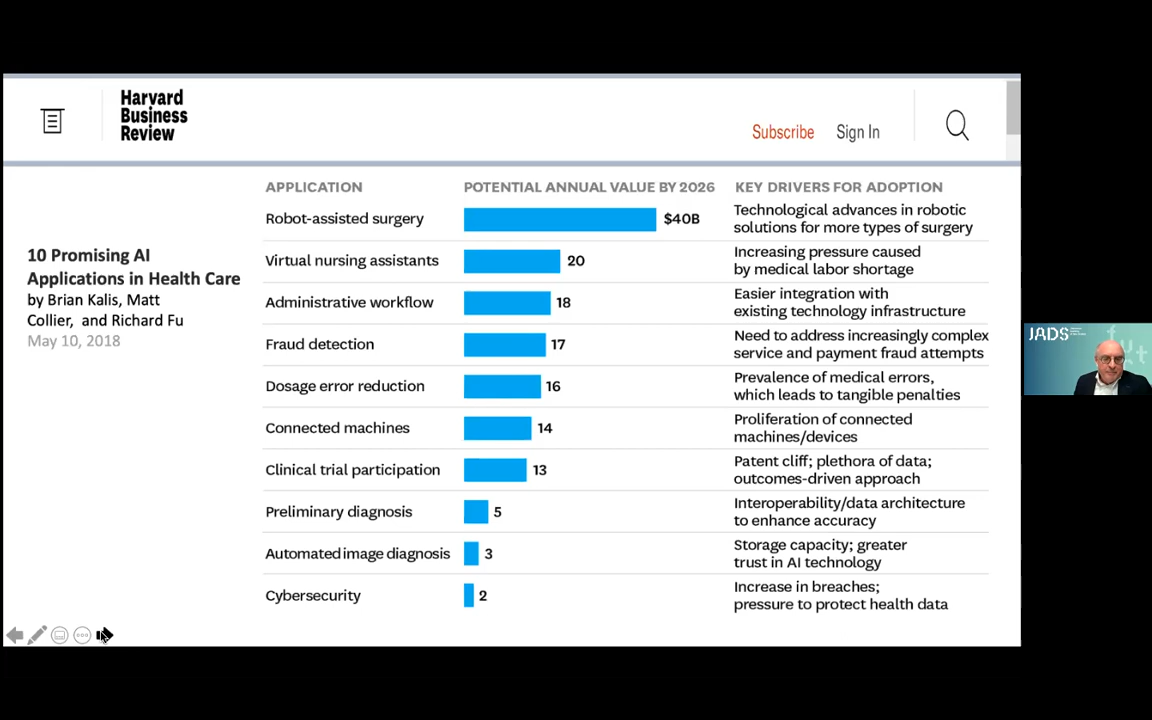 Harvard
Business
Review
Subscribe Sign In
10 Promising AI
Applications in Health Care
by Brian Kalis, Matt
Collier, and Richard Fu
May 10, 2018
APPLICATION POTENTIAL ANNUAL VALUE BY 2026 KEY DRIVERS FOR ADOPTION
Robot-assisted surgery $40B Technological advances in robotic
solutions for more types of surgery
Virtual nursing assistants 20 Increasing pressure caused
by medical labor shortage
Administrative workflow 18 Easier integration with
existing technology infrastructure
Fraud detection 17 Need to address increasingly complex
service and payment fraud attempts
Dosage error reduction 16 Prevalence of medical errors,
which leads to tangible penalties
Connected machines 14 Proliferation of connected
machines/devices
Clinical trial participation 13 Patent cliff; plethora of data;
outcomes-driven approach
Preliminary diagnosis 5 Interoperability/data architecture
to enhance accuracy
Automated image diagnosis 3 Storage capacity; greater
trust in AI technology
Cybersecurity 2 Increase in breaches;
pressure to protect health data
JADS